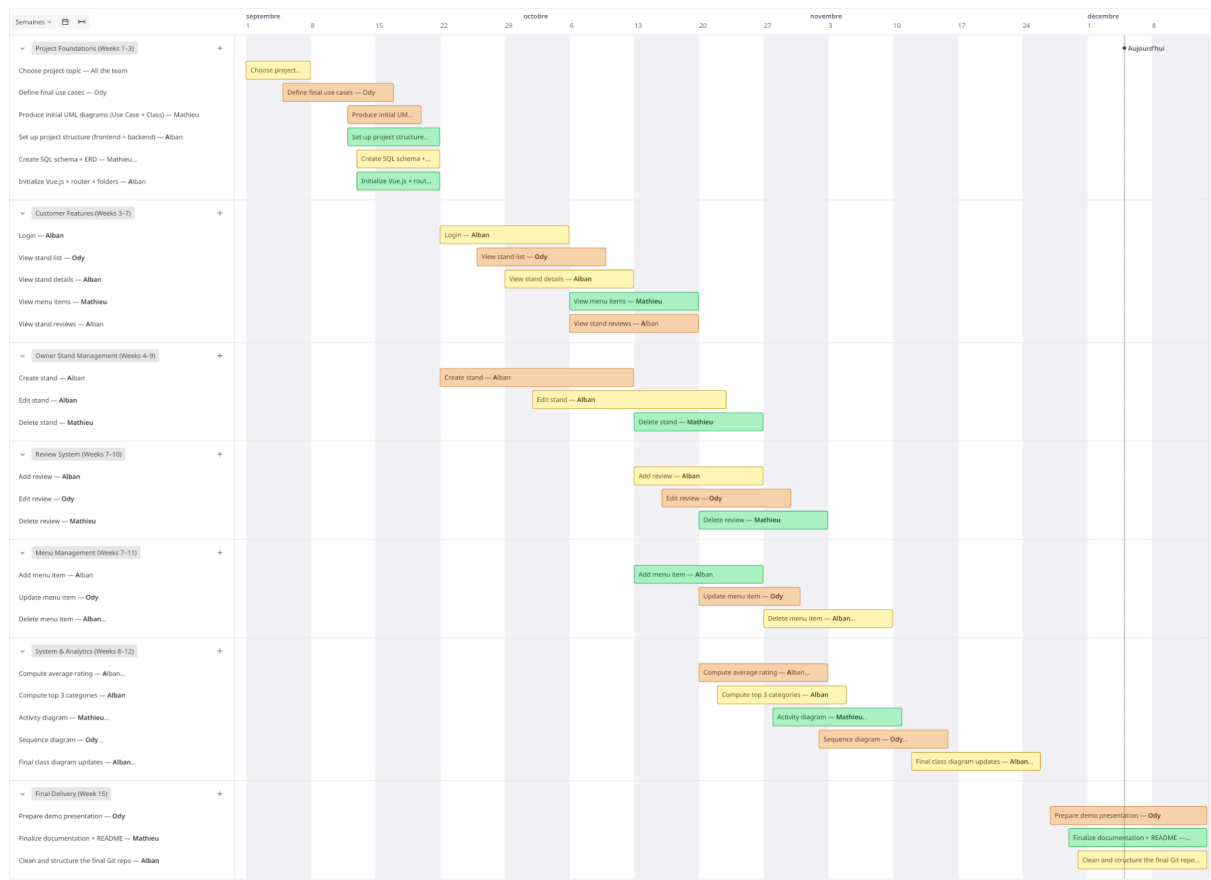 septembre octobre novembre décembre
Semaines 1 8 15 22 29 6 13 20 27 3 10 17 24 1 8
Project Foundations (Weeks 1–3) + Aujourd'hui
Choose project topic — All the team Choose project...
Define final use cases — Ody Define final use cases — Ody
Produce initial UML diagrams (Use Case + Class) — Mathieu Produce initial UM...
Set up project structure (frontend + backend) — Alban Set up project structure...
Create SQL schema + ERD — Mathieu... Create SQL schema +...
Initialize Vue.js + router + folders — Alban Initialize Vue.js + rout...
Customer Features (Weeks 3–7) +
Login — Alban Login — Alban
View stand list — Ody View stand list — Ody
View stand details — Alban View stand details — Alban
View menu items — Mathieu View menu items — Mathieu
View stand reviews — Alban View stand reviews — Alban
Owner Stand Management (Weeks 4–9) +
Create stand — Alban Create stand — Alban
Edit stand — Alban Edit stand — Alban
Delete stand — Mathieu Delete stand — Mathieu
Review System (Weeks 7–10) +
Add review — Alban Add review — Alban
Edit review — Ody Edit review — Ody
Delete review — Mathieu Delete review — Mathieu
Menu Management (Weeks 7–11) +
Add menu item — Alban Add menu item — Alban
Update menu item — Ody Update menu item — Ody
Delete menu item — Alban... Delete menu item — Alban...
System & Analytics (Weeks 8–12) +
Compute average rating — Alban... Compute average rating — Alban...
Compute top 3 categories — Alban Compute top 3 categories — Alban
Activity diagram — Mathieu... Activity diagram — Mathieu...
Sequence diagram — Ody... Sequence diagram — Ody...
Final class diagram updates — Alban... Final class diagram updates — Alban...
Final Delivery (Week 15) +
Prepare demo presentation — Ody Prepare demo presentation — Ody
Finalize documentation + README — Mathieu Finalize documentation + README —...
Clean and structure the final Git repo — Alban Clean and structure the final Git repo...